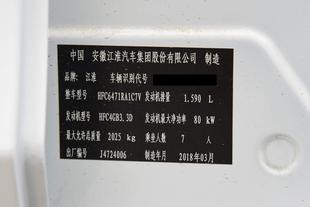 中国 安徽江淮汽车集团股份有限公司 制造
品牌 江淮 车辆识别代号
整车型号 HFC6471RA1C7V 发动机排量 1.590 L
发动机型号 HFC4GB3.3D 发动机最大净功率 80 kW
最大允许总质量 2025 kg 乘坐人数 7 人
出厂编号 J4724006 制造年月 2018年03月